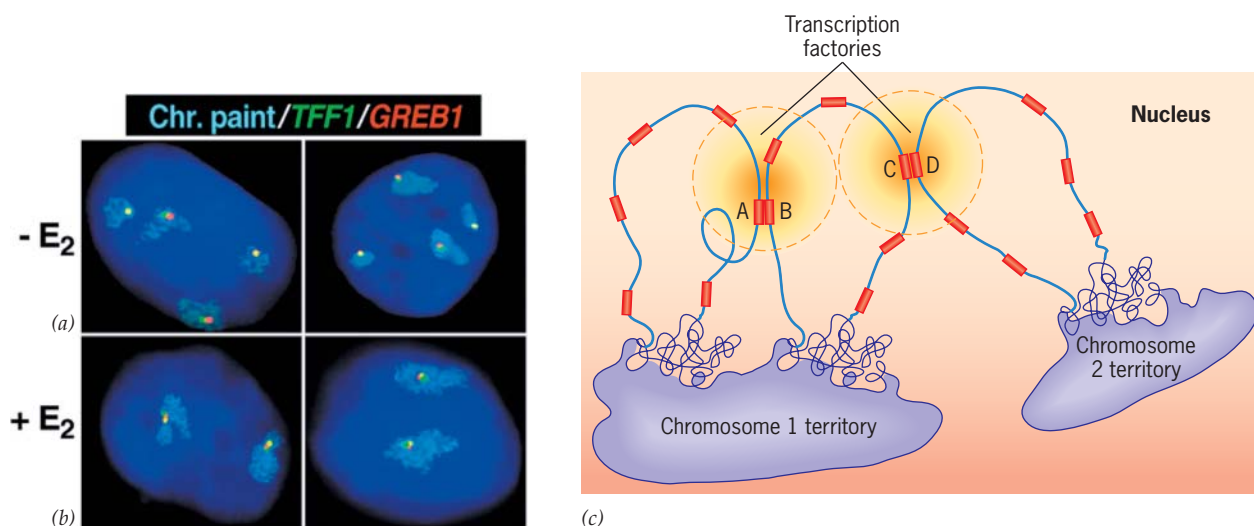 Chr. paint/TFF1/GREB1
- E2
(a)
+ E2
(b)
Transcription
factories
Nucleus
A B
C D
Chromosome 1 territory
Chromosome
2 territory
(c)